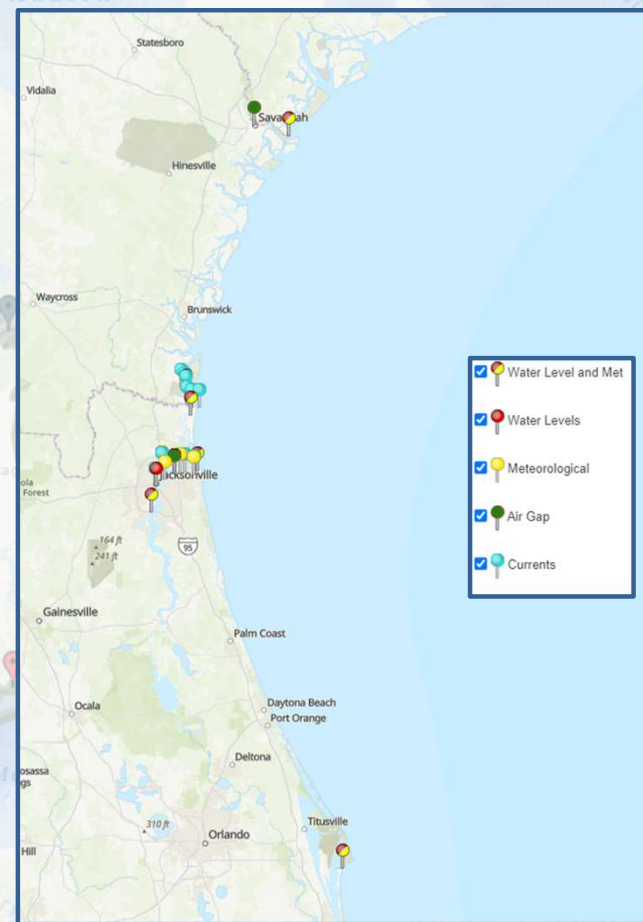 Statesboro
Vidalia
Savannah
Hinesville
Waycross
Brunswick
Water Level and Met
Water Levels
Meteorological
Jacksonville
Forest
Air Gap
164 ft
95
241 ft
Currents
Gainesville
Palm Coast
Ocala
Daytona Beach
Port Orange
Deltona
310 ft
Titusville
Orlando
Hill